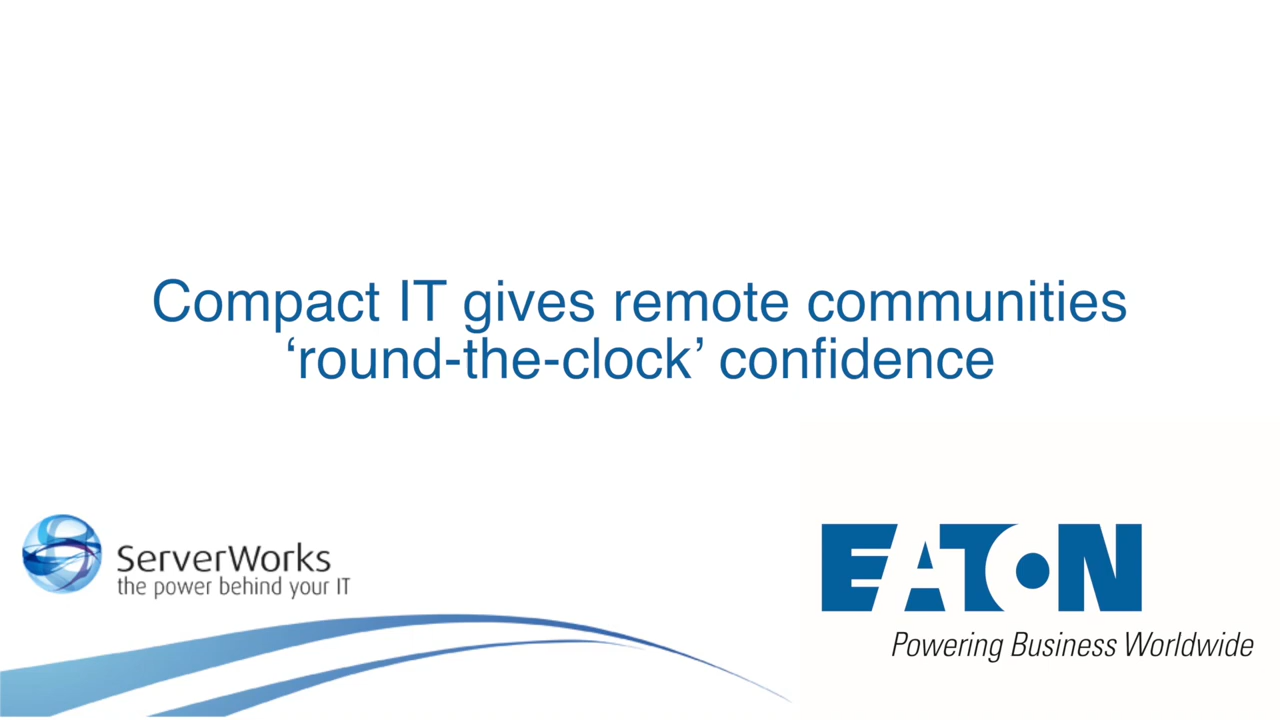 Compact IT gives remote communities
‘round-the-clock’ confidence
ServerWorks
the power behind your IT
EATON
Powering Business Worldwide